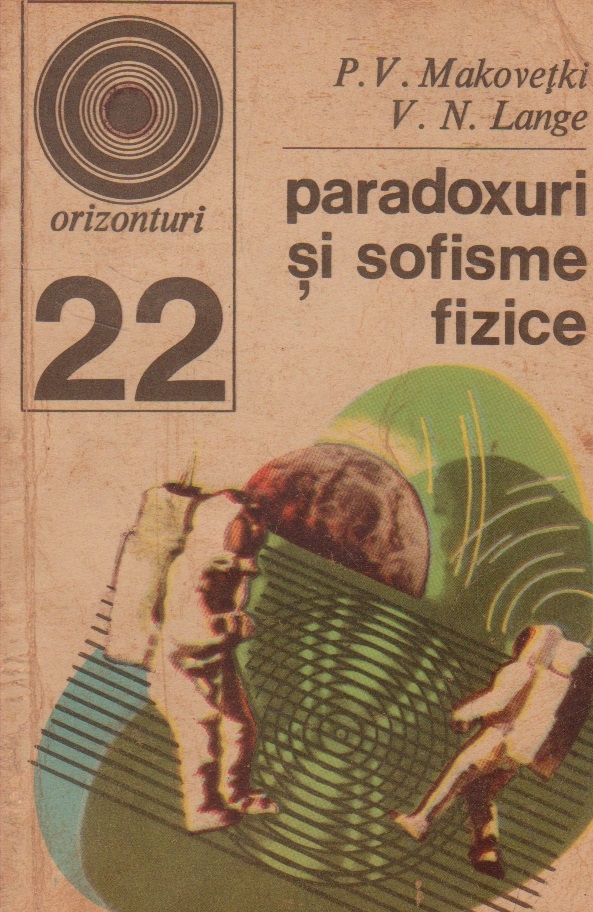 P. V. Makovețki
V. N. Lange
orizonturi
22
paradoxuri
și sofisme
fizice